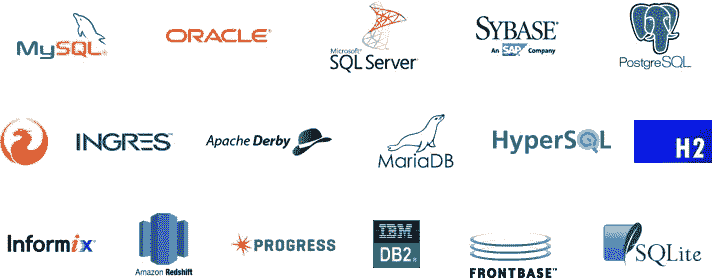 MySQL
ORACLE®
Microsoft®
SQL Server®
SYBASE®
An SAP Company
PostgreSQL
INGRES
Apache Derby
MariaDB
HyperSQL
H2
Informix®
Amazon Redshift
PROGRESS
IBM
DB2®
FRONTBASE™
SQLite